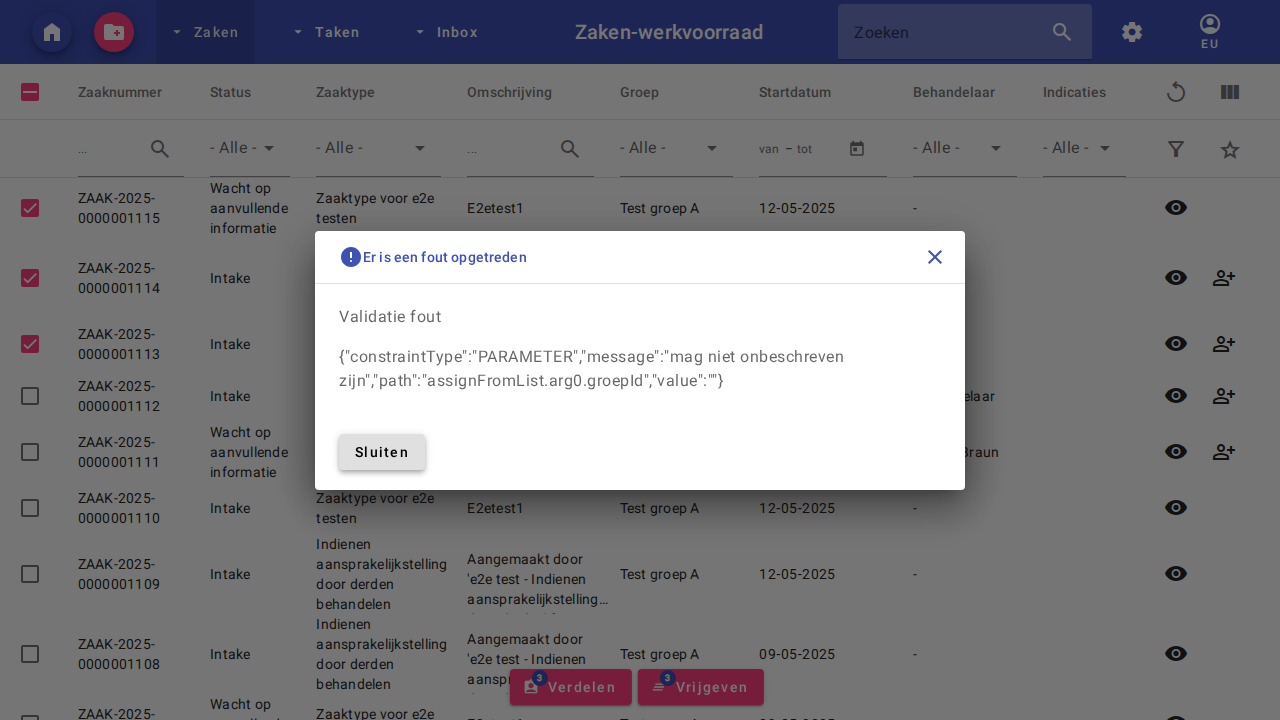 Zaken
Taken
Inbox
Zaken-werkvoorraad
Zoeken
EU
Zaaknummer
Status
Zaaktype
Omschrijving
Groep
Startdatum
Behandelaar
Indicaties
...
- Alle -
- Alle -
...
- Alle -
van – tot
- Alle -
- Alle -
ZAAK-2025-
0000001115
Wacht op
aanvullende
informatie
Zaaktype voor e2e
testen
E2etest1
Test groep A
12-05-2025
-
ZAAK-2025-
0000001114
Intake
ZAAK-2025-
0000001113
Intake
ZAAK-2025-
0000001112
Intake
ZAAK-2025-
0000001111
Wacht op
aanvullende
informatie
Er is een fout opgetreden
Validatie fout
{"constraintType":"PARAMETER","message":"mag niet onbeschreven
zijn","path":"assignFromList.arg0.groepId","value":""}
Sluiten
ZAAK-2025-
0000001110
Intake
Zaaktype voor e2e
testen
E2etest1
Test groep A
12-05-2025
-
ZAAK-2025-
0000001109
Intake
Indienen
aansprakelijkstelling
door derden
behandelen
Aangemaakt door
'e2e test - Indienen
aansprakelijkstelling...
Test groep A
12-05-2025
-
ZAAK-2025-
0000001108
Intake
Indienen
aansprakelijkstelling
door derden
behandelen
Aangemaakt door
'e2e test - Indienen
Test groep A
09-05-2025
-
3
Verdelen
3
Vrijgeven
ZAAK-2025-
Wacht op
Zaaktype voor e2e